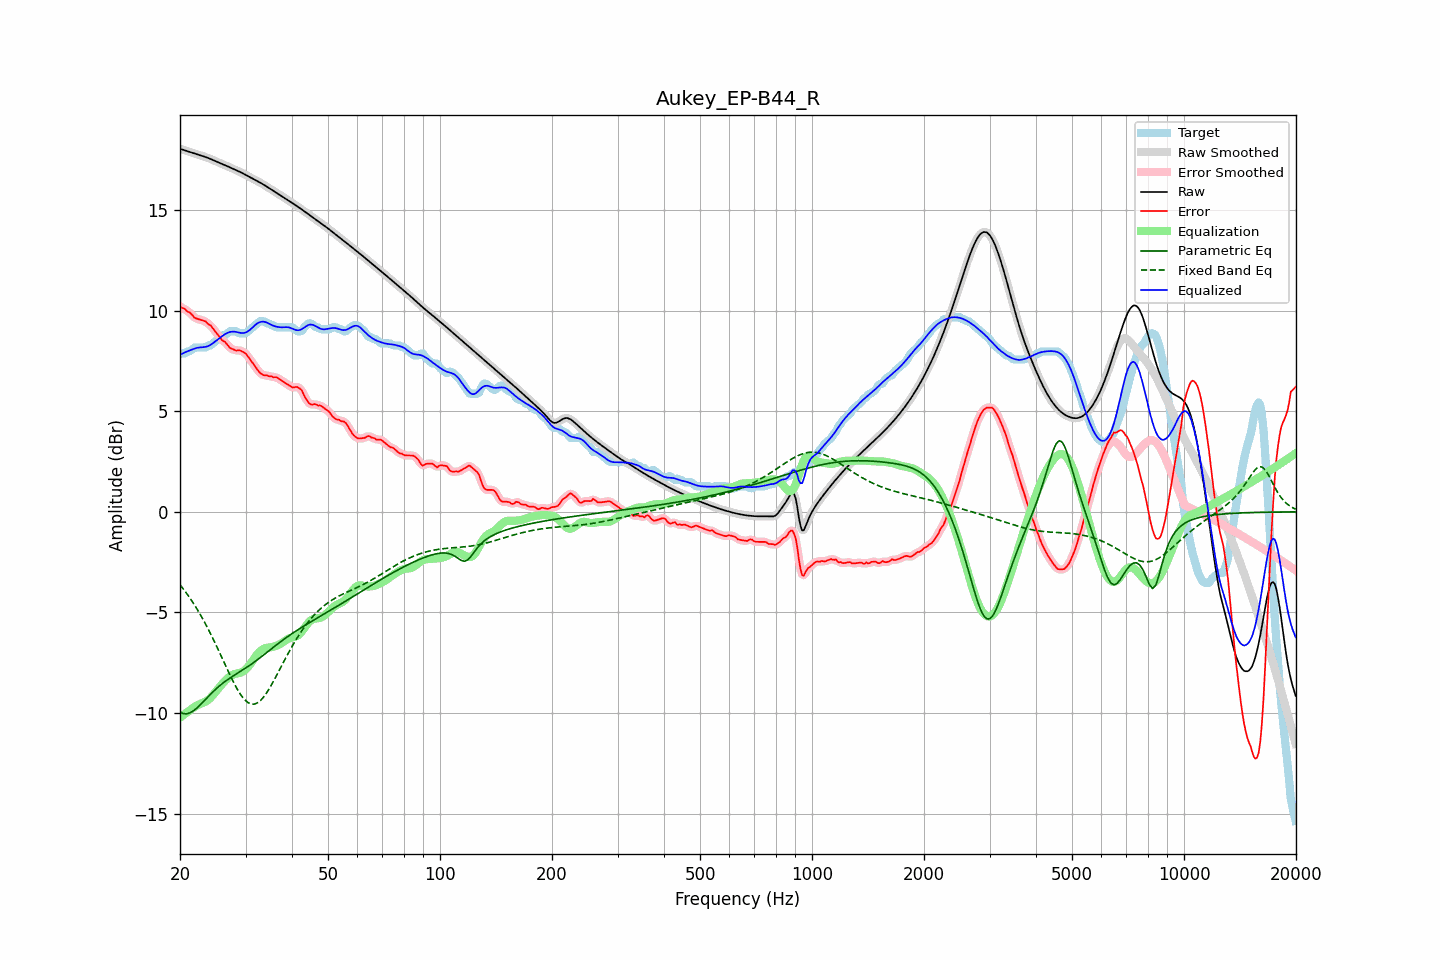 Aukey_EP-B44_R
Target
Raw Smoothed
Error Smoothed
Raw
Error
Equalization
Parametric Eq
Fixed Band Eq
Equalized
Amplitude (dBr)
15
10
5
0
−5
−10
−15
20 50 100 200 500 1000 2000 5000 10000 20000
Frequency (Hz)